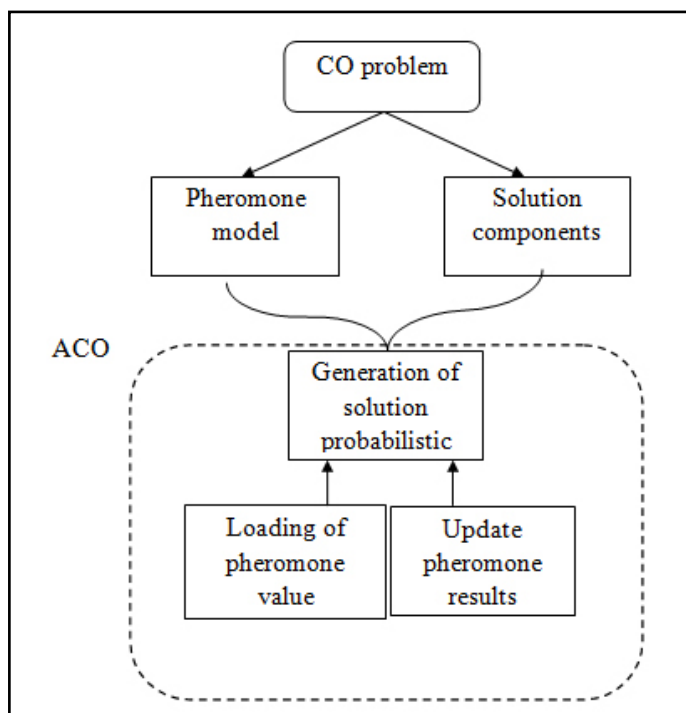 CO problem
Pheromone
model
Solution
components
ACO
Generation of
solution
probabilistic
Loading of
pheromone
value
Update
pheromone
results